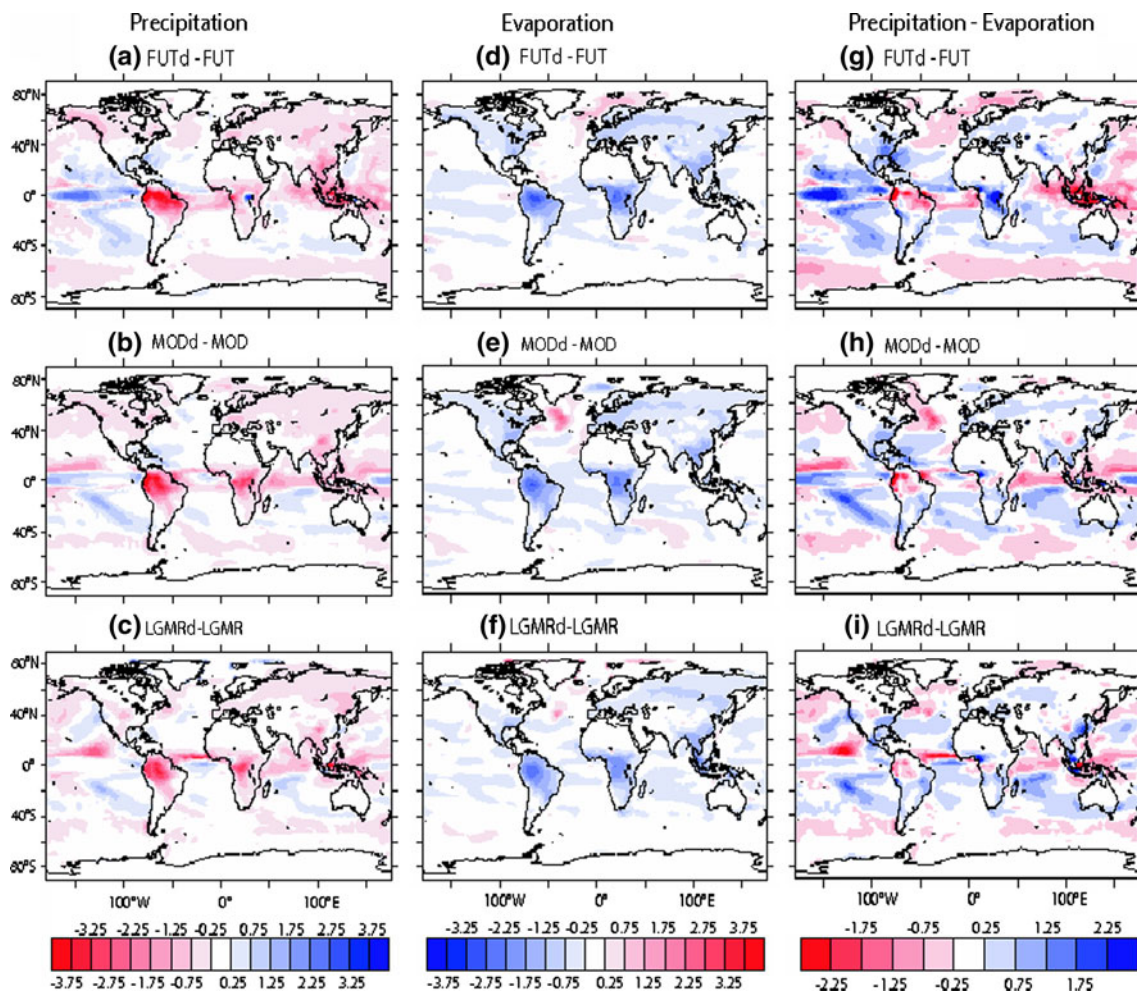 Precipitation
Evaporation
Precipitation - Evaporation
(a) FUTd - FUT
(d) FUTd - FUT
(g) FUTd - FUT
80°N
40°N
0°
40°S
80°S
(b) MODd - MOD
(e) MODd - MOD
(h) MODd - MOD
80°N
40°N
0°
40°S
80°S
(c) LGMRd-LGMR
(f) LGMRd-LGMR
(i) LGMRd-LGMR
80°N
40°N
0°
40°S
80°S
100°W 0° 100°E
100°W 0° 100°E
100°W 0° 100°E
-3.25 -2.25 -1.25 -0.25 0.75 1.75 2.75 3.75
-3.75 -2.75 -1.75 -0.75 0.25 1.25 2.25 3.25
-3.25 -2.25 -1.25 -0.25 0.75 1.75 2.75 3.75
-3.75 -2.75 -1.75 -0.75 0.25 1.25 2.25 3.25
-1.75 -0.75 0.25 1.25 2.25
-2.25 -1.25 -0.25 0.75 1.75